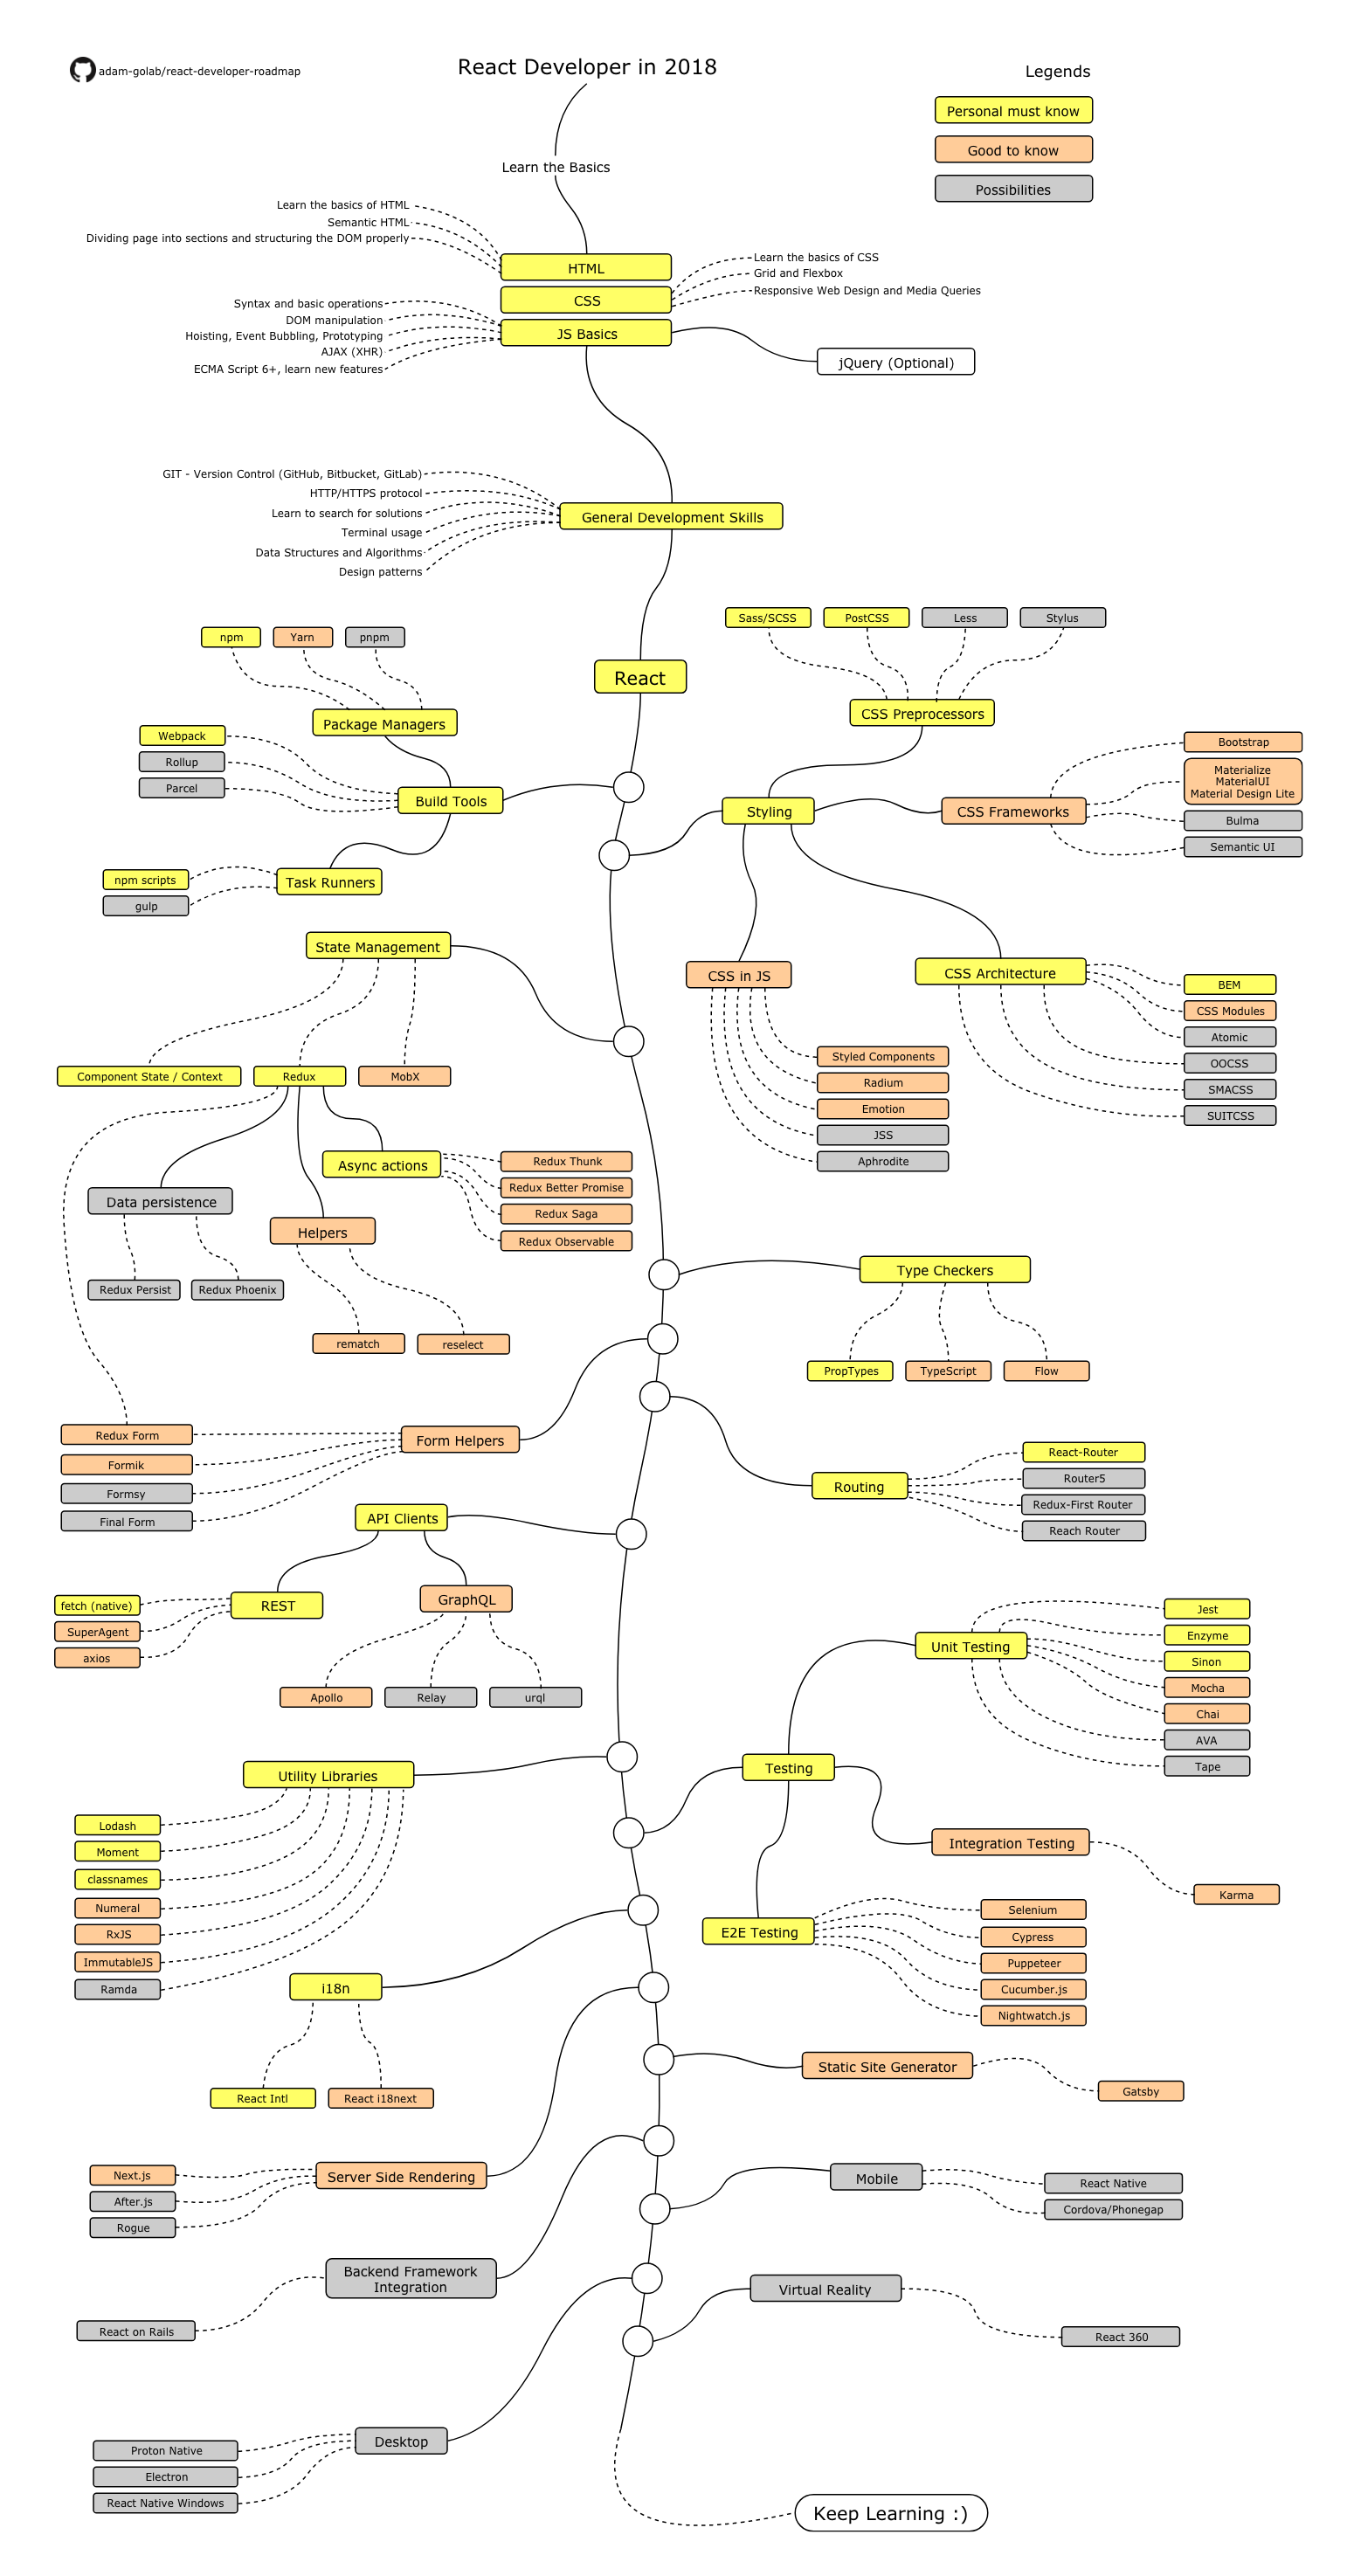 adam-golab/react-developer-roadmap
React Developer in 2018
Legends
Personal must know
Good to know
Possibilities
Learn the Basics
Learn the basics of HTML
Semantic HTML
Dividing page into sections and structuring the DOM properly
HTML
Learn the basics of CSS
Grid and Flexbox
Responsive Web Design and Media Queries
CSS
Syntax and basic operations
DOM manipulation
Hoisting, Event Bubbling, Prototyping
AJAX (XHR)
ECMA Script 6+, learn new features
JS Basics
jQuery (Optional)
GIT - Version Control (GitHub, Bitbucket, GitLab)
HTTP/HTTPS protocol
Learn to search for solutions
Terminal usage
Data Structures and Algorithms
Design patterns
General Development Skills
React
npm
Yarn
pnpm
Package Managers
Webpack
Rollup
Parcel
Build Tools
npm scripts
gulp
Task Runners
Sass/SCSS
PostCSS
Less
Stylus
CSS Preprocessors
Styling
CSS Frameworks
Bootstrap
Materialize
MaterialUI
Material Design Lite
Bulma
Semantic UI
CSS in JS
Styled Components
Radium
Emotion
JSS
Aphrodite
CSS Architecture
BEM
CSS Modules
Atomic
OOCSS
SMACSS
SUITCSS
State Management
Component State / Context
Redux
MobX
Async actions
Redux Thunk
Redux Better Promise
Redux Saga
Redux Observable
Data persistence
Redux Persist
Redux Phoenix
Helpers
rematch
reselect
Type Checkers
PropTypes
TypeScript
Flow
Form Helpers
Redux Form
Formik
Formsy
Final Form
Routing
React-Router
Router5
Redux-First Router
Reach Router
API Clients
REST
fetch (native)
SuperAgent
axios
GraphQL
Apollo
Relay
urql
Utility Libraries
Lodash
Moment
classnames
Numeral
RxJS
ImmutableJS
Ramda
Testing
Unit Testing
Jest
Enzyme
Sinon
Mocha
Chai
AVA
Tape
Integration Testing
Karma
E2E Testing
Selenium
Cypress
Puppeteer
Cucumber.js
Nightwatch.js
i18n
React Intl
React i18next
Static Site Generator
Gatsby
Server Side Rendering
Next.js
After.js
Rogue
Mobile
React Native
Cordova/Phonegap
Backend Framework
Integration
React on Rails
Virtual Reality
React 360
Desktop
Proton Native
Electron
React Native Windows
Keep Learning :)